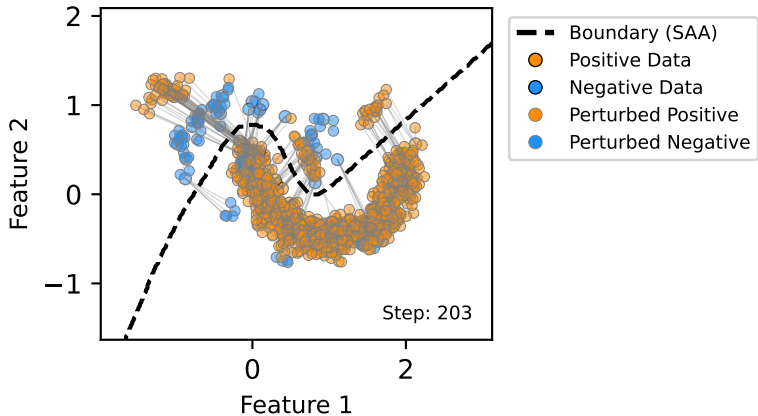 2
1
0
−1
Feature 2
0
2
Feature 1
Step: 203
Boundary (SAA)
Positive Data
Negative Data
Perturbed Positive
Perturbed Negative